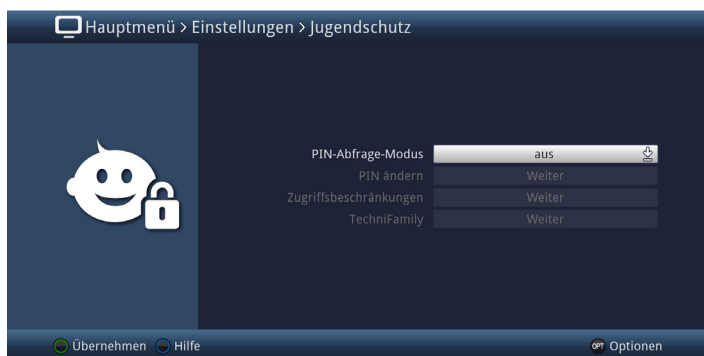 Hauptmenü > Einstellungen > Jugendschutz
PIN-Abfrage-Modus aus
PIN ändern Weiter
Zugriffsbeschränkungen Weiter
TechniFamily Weiter
Übernehmen Hilfe OPT Optionen